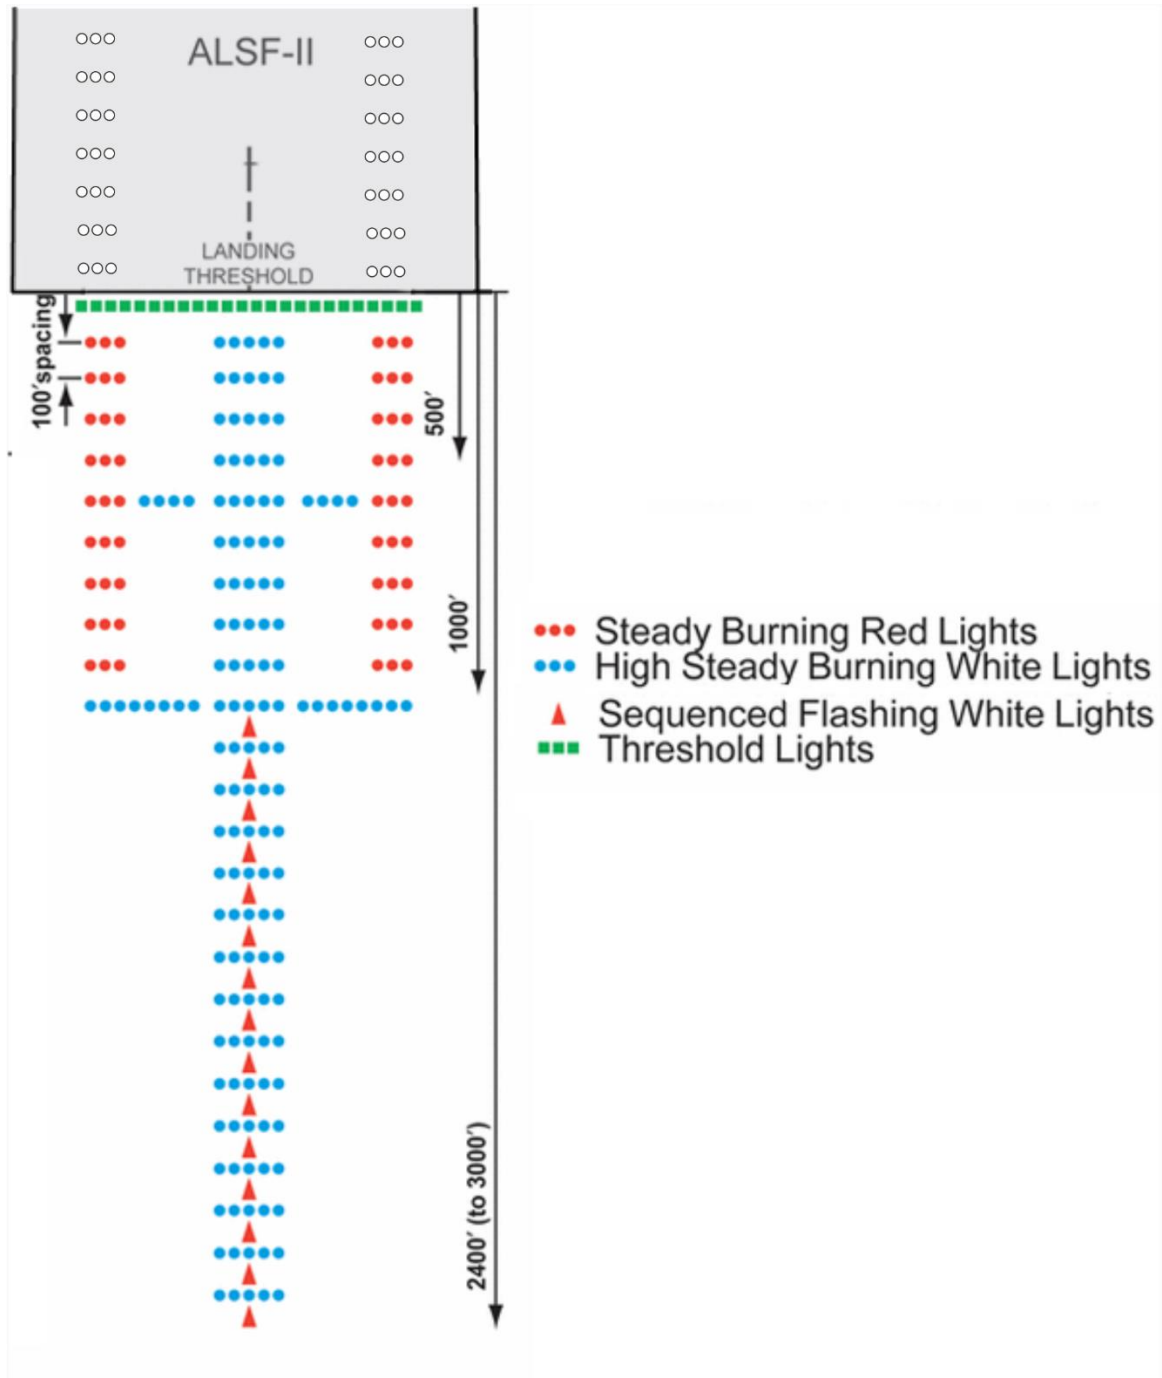 ALSF-II
LANDING
THRESHOLD
100′spacing
500′
1000′
2400′ (to 3000′)
Steady Burning Red Lights
High Steady Burning White Lights
Sequenced Flashing White Lights
Threshold Lights